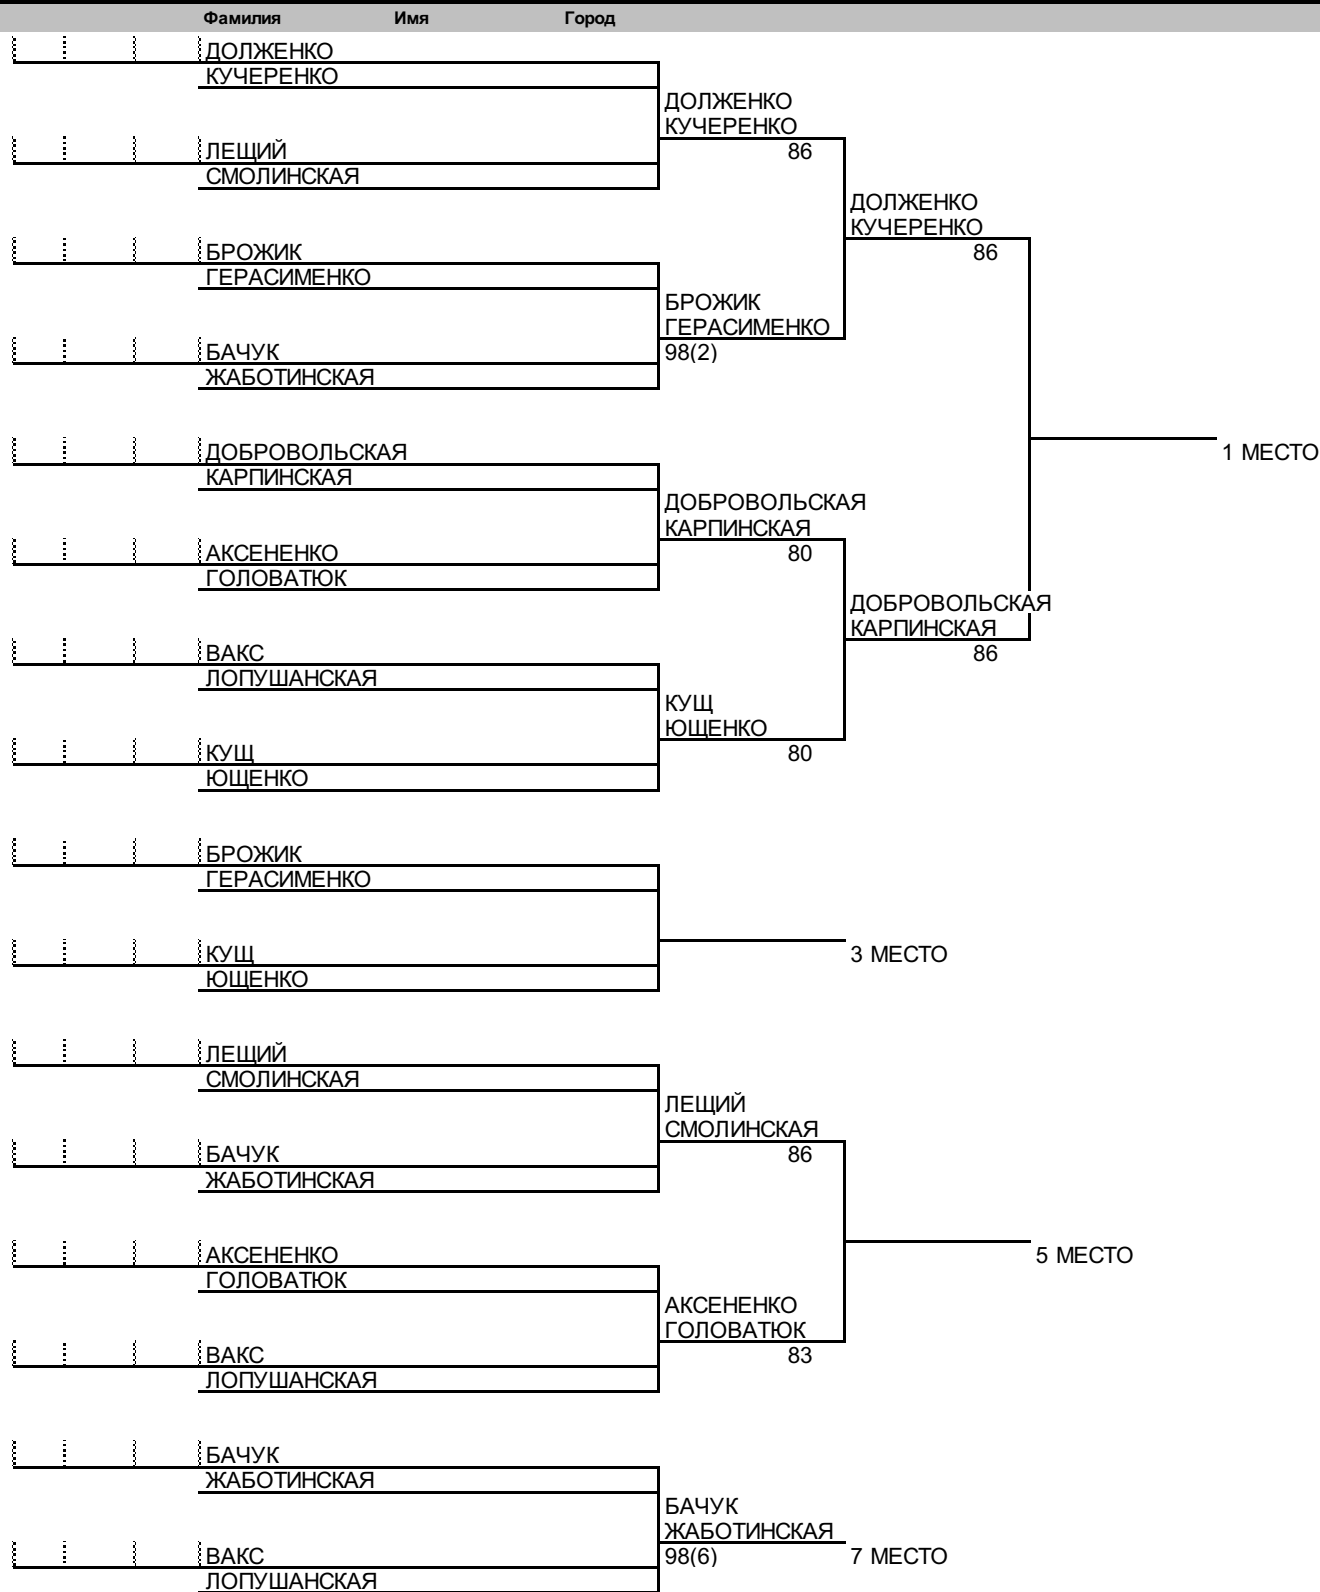 Фамилия Имя Город
ДОЛЖЕНКО
КУЧЕРЕНКО
ДОЛЖЕНКО
КУЧЕРЕНКО
ЛЕЩИЙ 86
СМОЛИНСКАЯ
ДОЛЖЕНКО
КУЧЕРЕНКО
БРОЖИК 86
ГЕРАСИМЕНКО
БРОЖИК
ГЕРАСИМЕНКО
БАЧУК 98(2)
ЖАБОТИНСКАЯ
ДОБРОВОЛЬСКАЯ 1 МЕСТО
КАРПИНСКАЯ
ДОБРОВОЛЬСКАЯ
КАРПИНСКАЯ
АКСЕНЕНКО 80
ГОЛОВАТЮК
ДОБРОВОЛЬСКАЯ
КАРПИНСКАЯ
ВАКС 86
ЛОПУШАНСКАЯ
КУЩ
ЮЩЕНКО
КУЩ 80
ЮЩЕНКО
БРОЖИК
ГЕРАСИМЕНКО
КУЩ 3 МЕСТО
ЮЩЕНКО
ЛЕЩИЙ
СМОЛИНСКАЯ
ЛЕЩИЙ
СМОЛИНСКАЯ
БАЧУК 86
ЖАБОТИНСКАЯ
АКСЕНЕНКО 5 МЕСТО
ГОЛОВАТЮК
АКСЕНЕНКО
ГОЛОВАТЮК
ВАКС 83
ЛОПУШАНСКАЯ
БАЧУК
ЖАБОТИНСКАЯ
БАЧУК
ЖАБОТИНСКАЯ
ВАКС 98(6) 7 МЕСТО
ЛОПУШАНСКАЯ